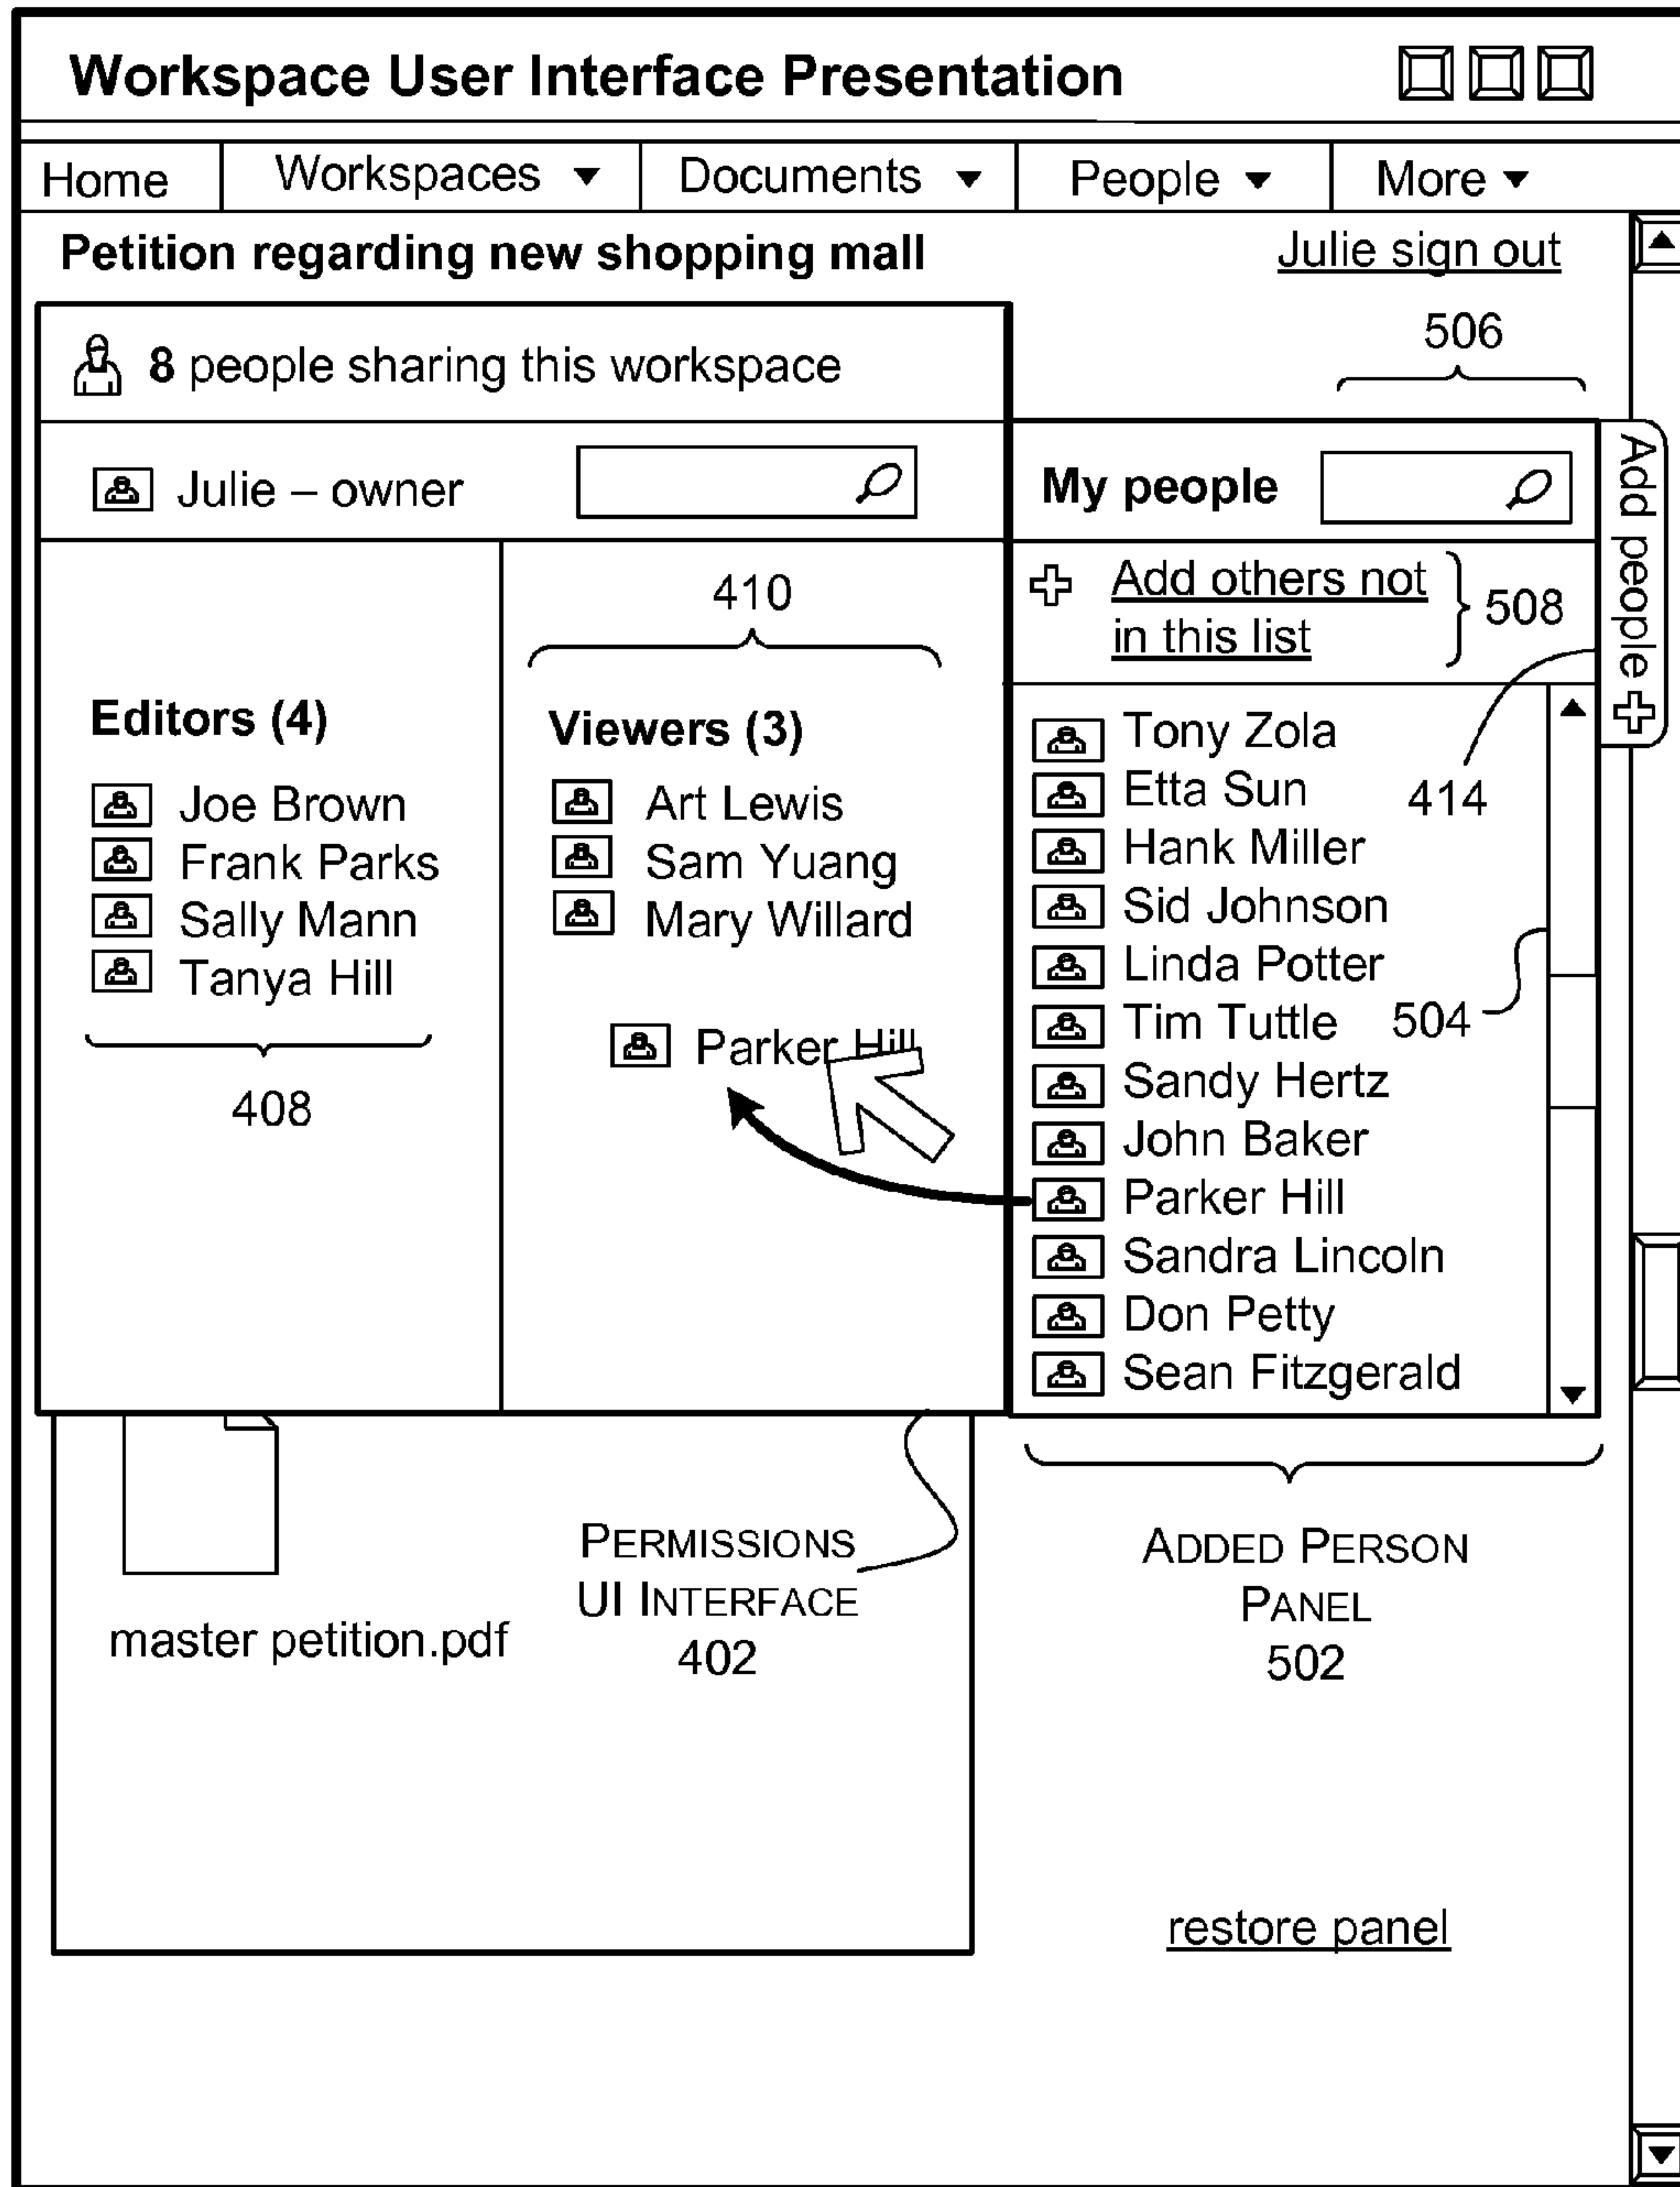 Workspace User Interface Presentation
Home Workspaces Documents People More
Petition regarding new shopping mall
Julie sign out
506
8 people sharing this workspace
Julie – owner
410
Editors (4)
Joe Brown
Frank Parks
Sally Mann
Tanya Hill
408
Viewers (3)
Art Lewis
Sam Yuang
Mary Willard
Parker Hill
My people
Add others not
in this list
508
Add people
414
Tony Zola
Etta Sun
Hank Miller
Sid Johnson
Linda Potter
Tim Tuttle
504
Sandy Hertz
John Baker
Parker Hill
Sandra Lincoln
Don Petty
Sean Fitzgerald
master petition.pdf
PERMISSIONS
UI INTERFACE
402
ADDED PERSON
PANEL
502
restore panel